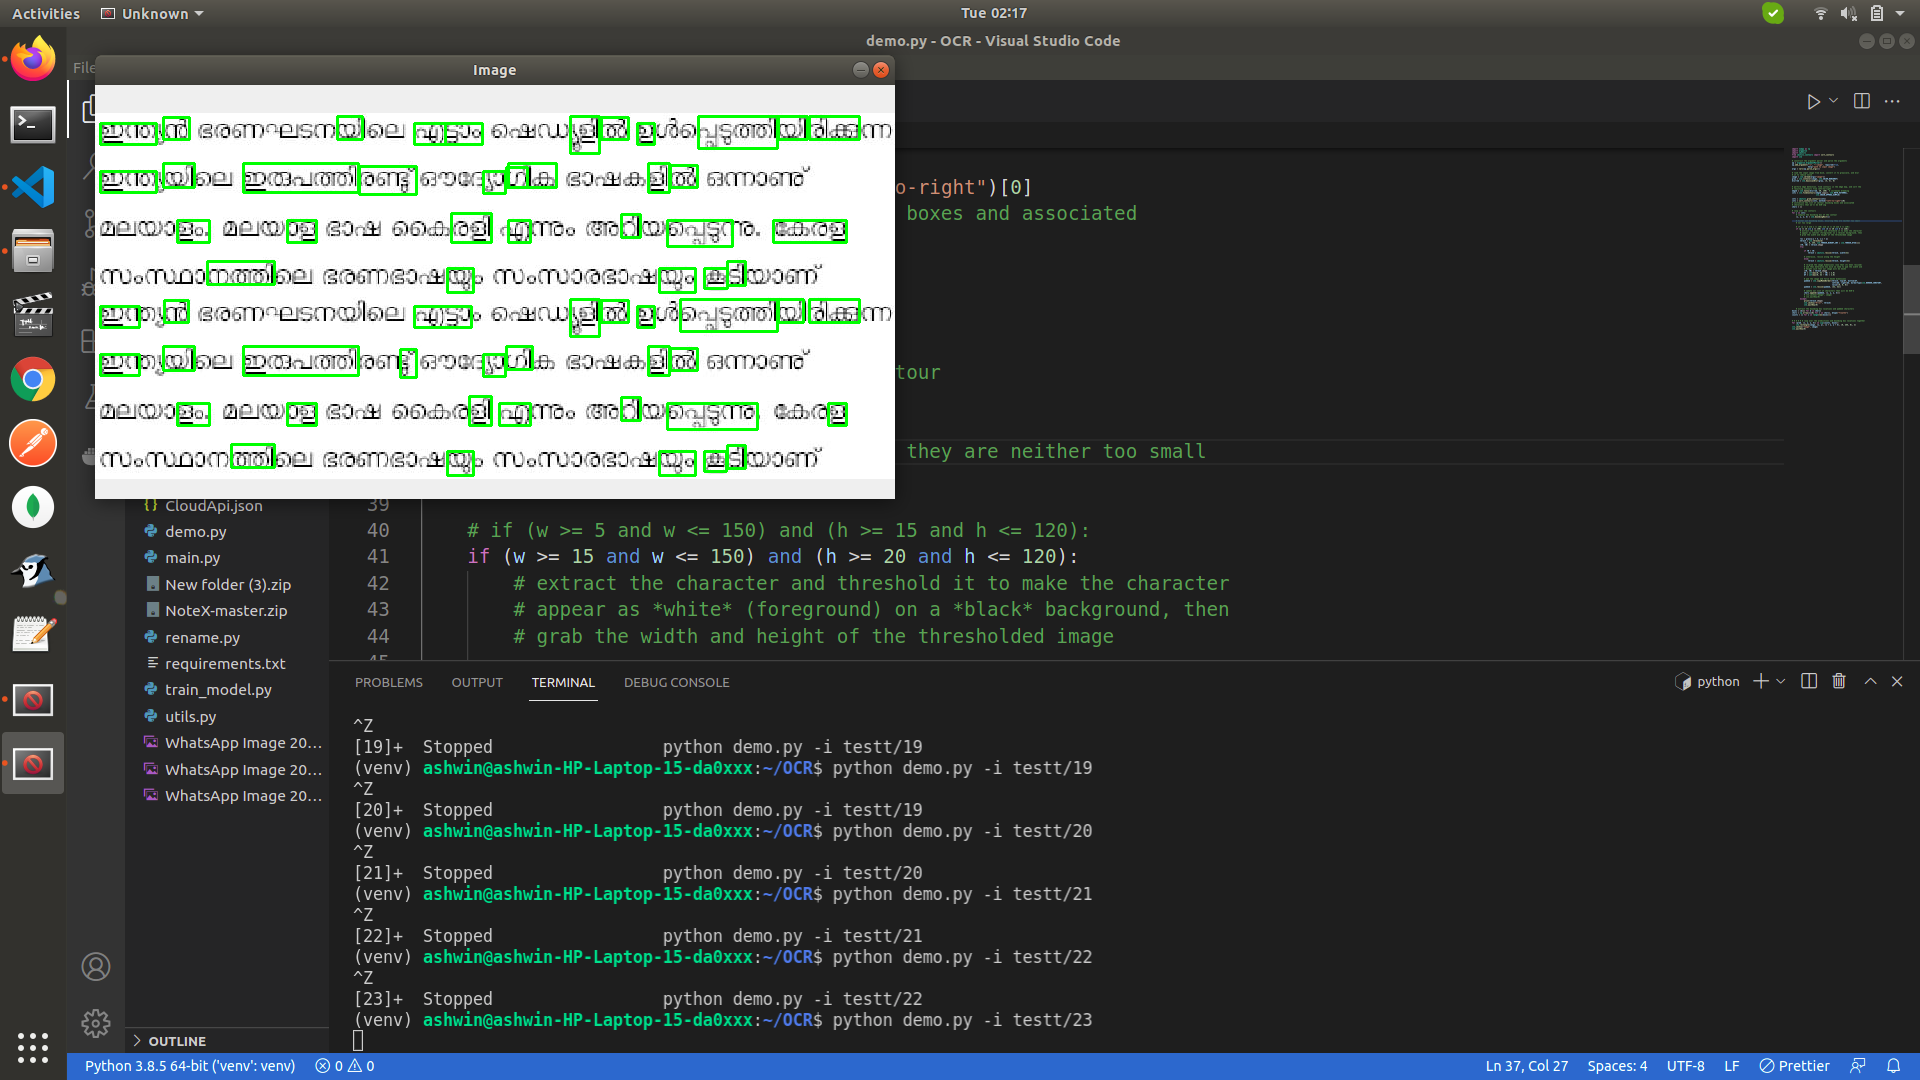 Activities
Unknown
Tue 02:17
demo.py - OCR - Visual Studio Code
File
Image
ഇന്ത്യൻ ഭരണഘടനയിലെ എട്ടാം ഷെഡ്യൂളിൽ ഉൾപ്പെടുത്തിയിരിക്കുന്ന
ഇന്ത്യയിലെ ഇരുപത്തിരണ്ട് ഔദ്യോഗിക ഭാഷകളിൽ ഒന്നാണ്
മലയാളം. മലയാള ഭാഷ കൈരളി എന്നും അറിയപ്പെടുന്നു. കേരള
സംസ്ഥാനത്തിലെ ഭരണഭാഷയും സംസാരഭാഷയും കൂടിയാണ്
ഇന്ത്യൻ ഭരണഘടനയിലെ എട്ടാം ഷെഡ്യൂളിൽ ഉൾപ്പെടുത്തിയിരിക്കുന്ന
ഇന്ത്യയിലെ ഇരുപത്തിരണ്ട് ഔദ്യോഗിക ഭാഷകളിൽ ഒന്നാണ്
മലയാളം. മലയാള ഭാഷ കൈരളി എന്നും അറിയപ്പെടുന്നു. കേരള
സംസ്ഥാനത്തിലെ ഭരണഭാഷയും സംസാരഭാഷയും കൂടിയാണ്
o-right")[0]
boxes and associated
tour
they are neither too small
CloudApi.json
demo.py
main.py
New folder (3).zip
NoteX-master.zip
rename.py
requirements.txt
train_model.py
utils.py
WhatsApp Image 20...
WhatsApp Image 20...
WhatsApp Image 20...
OUTLINE
39
40 # if (w >= 5 and w <= 150) and (h >= 15 and h <= 120):
41 if (w >= 15 and w <= 150) and (h >= 20 and h <= 120):
42 # extract the character and threshold it to make the character
43 # appear as *white* (foreground) on a *black* background, then
44 # grab the width and height of the thresholded image
45
PROBLEMS OUTPUT TERMINAL DEBUG CONSOLE
python
^Z
[19]+ Stopped python demo.py -i testt/19
(venv) ashwin@ashwin-HP-Laptop-15-da0xxx:~/OCR$ python demo.py -i testt/19
^Z
[20]+ Stopped python demo.py -i testt/19
(venv) ashwin@ashwin-HP-Laptop-15-da0xxx:~/OCR$ python demo.py -i testt/20
^Z
[21]+ Stopped python demo.py -i testt/20
(venv) ashwin@ashwin-HP-Laptop-15-da0xxx:~/OCR$ python demo.py -i testt/21
^Z
[22]+ Stopped python demo.py -i testt/21
(venv) ashwin@ashwin-HP-Laptop-15-da0xxx:~/OCR$ python demo.py -i testt/22
^Z
[23]+ Stopped python demo.py -i testt/22
(venv) ashwin@ashwin-HP-Laptop-15-da0xxx:~/OCR$ python demo.py -i testt/23
Python 3.8.5 64-bit ('venv': venv) 0 0 Ln 37, Col 27 Spaces: 4 UTF-8 LF Prettier